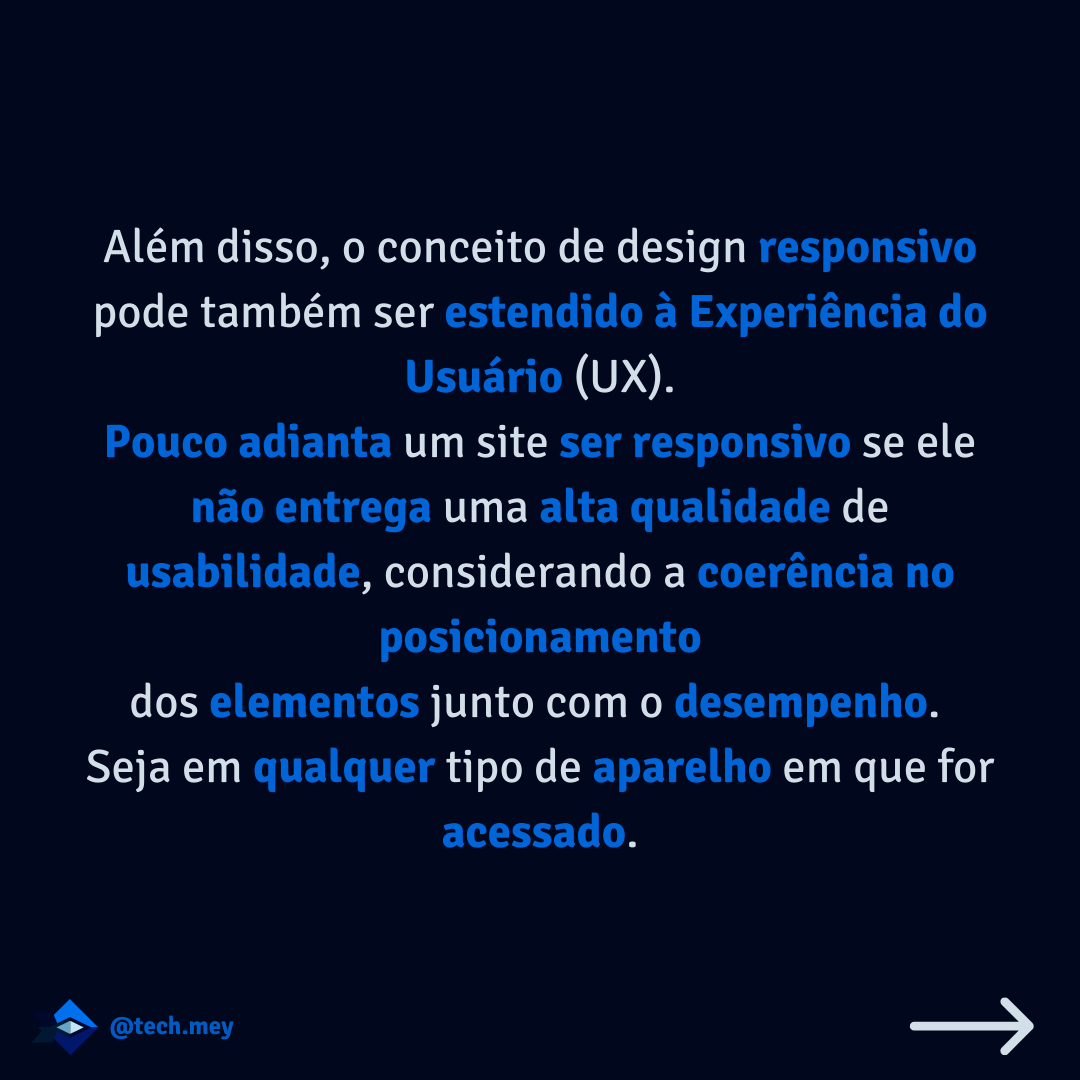 Além disso, o conceito de design responsivo
pode também ser estendido à Experiência do
Usuário (UX).
Pouco adianta um site ser responsivo se ele
não entrega uma alta qualidade de
usabilidade, considerando a coerência no
posicionamento
dos elementos junto com o desempenho.
Seja em qualquer tipo de aparelho em que for
acessado.
@tech.mey